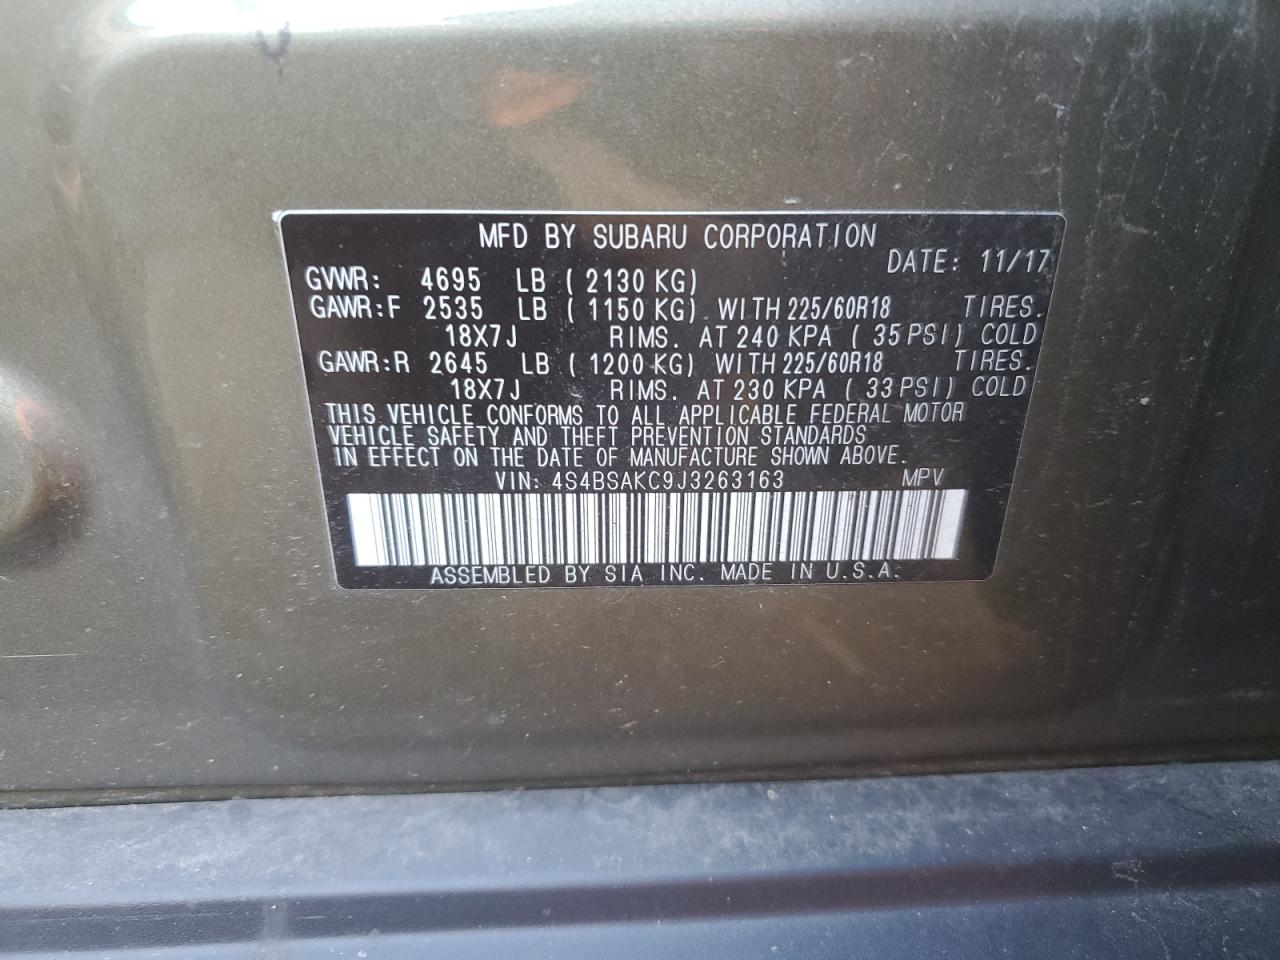 MFD BY SUBARU CORPORATION
DATE: 11/17
GVWR: 4695 LB ( 2130 KG)
GAWR:F 2535 LB ( 1150 KG) WITH 225/60R18 TIRES.
18X7J RIMS. AT 240 KPA ( 35 PSI) COLD
GAWR:R 2645 LB ( 1200 KG) WITH 225/60R18 TIRES.
18X7J RIMS. AT 230 KPA ( 33 PSI) COLD
THIS VEHICLE CONFORMS TO ALL APPLICABLE FEDERAL MOTOR
VEHICLE SAFETY AND THEFT PREVENTION STANDARDS
IN EFFECT ON THE DATE OF MANUFACTURE SHOWN ABOVE.
VIN: 4S4BSAKC9J3263163 MPV
ASSEMBLED BY SIA INC. MADE IN U.S.A.